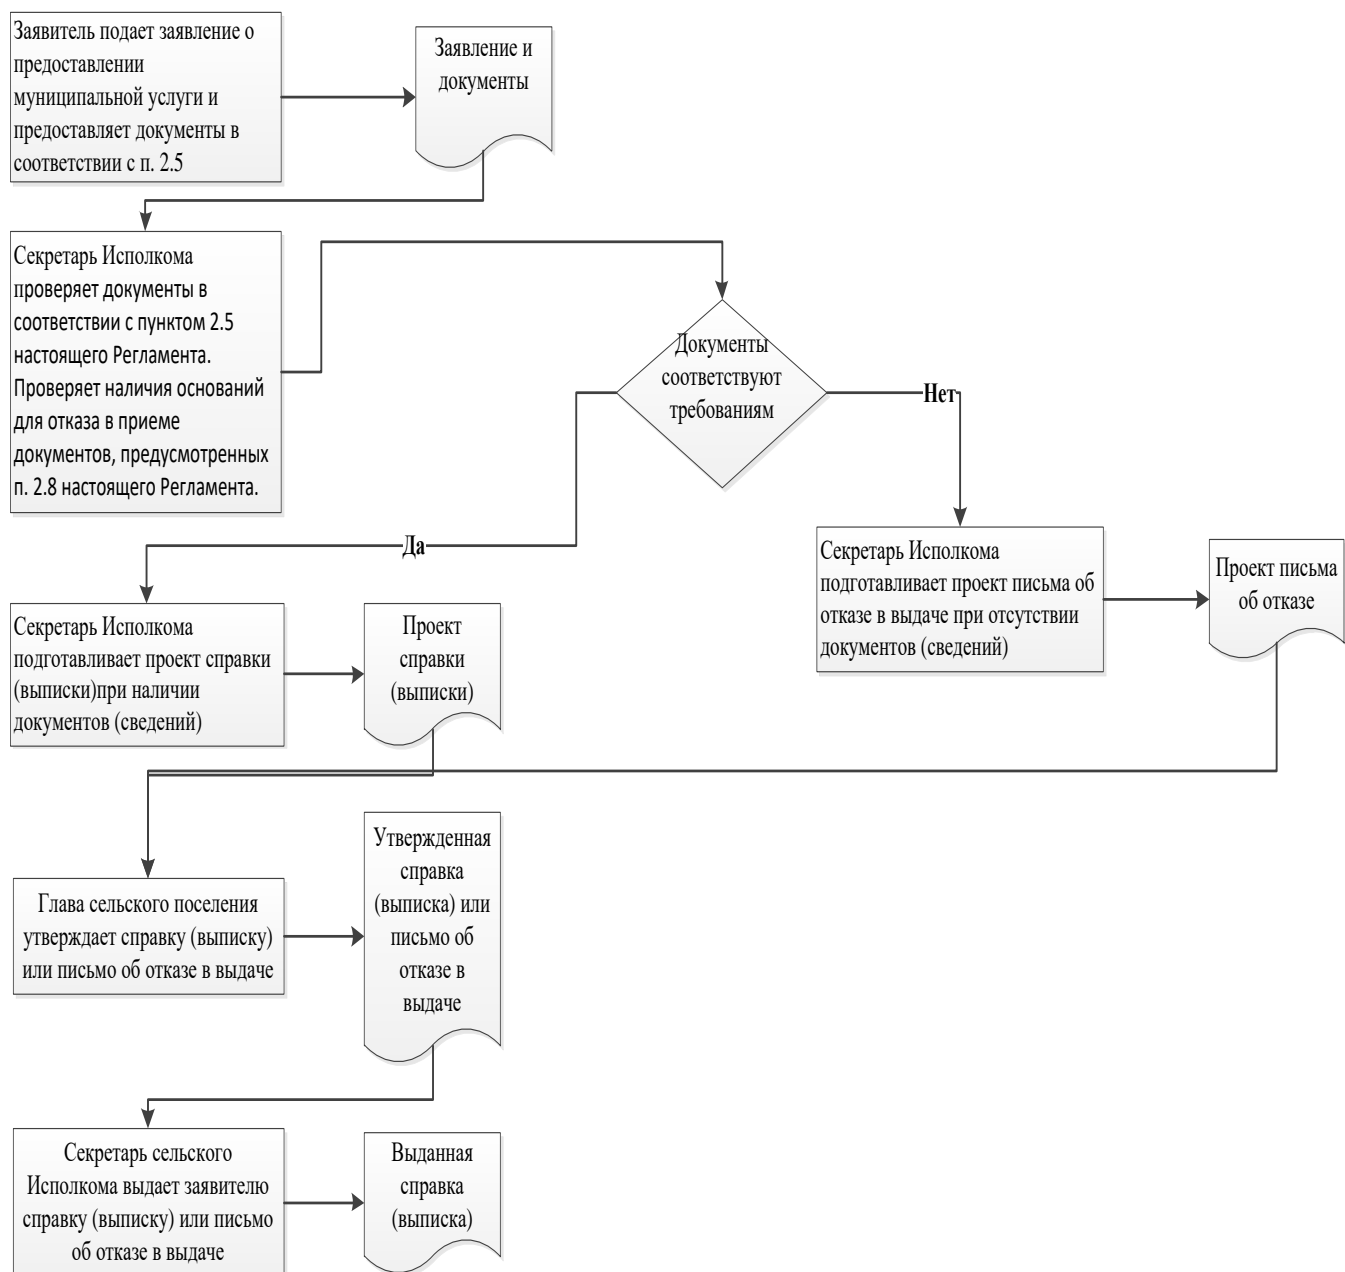 Заявитель подает заявление о
предоставлении
муниципальной услуги и
предоставляет документы в
соответствии с п. 2.5
Заявление и
документы
Секретарь Исполкома
проверяет документы в
соответствии с пунктом 2.5
настоящего Регламента.
Проверяет наличия оснований
для отказа в приеме
документов, предусмотренных
п. 2.8 настоящего Регламента.
Документы
соответствуют
требованиям
Нет
Да
Секретарь Исполкома
подготавливает проект письма об
отказе в выдаче при отсутствии
документов (сведений)
Проект письма
об отказе
Секретарь Исполкома
подготавливает проект справки
(выписки)при наличии
документов (сведений)
Проект
справки
(выписки)
Глава сельского поселения
утверждает справку (выписку)
или письмо об отказе в выдаче
Утвержденная
справка
(выписка) или
письмо об
отказе в
выдаче
Секретарь сельского
Исполкома выдает заявителю
справку (выписку) или письмо
об отказе в выдаче
Выданная
справка
(выписка)